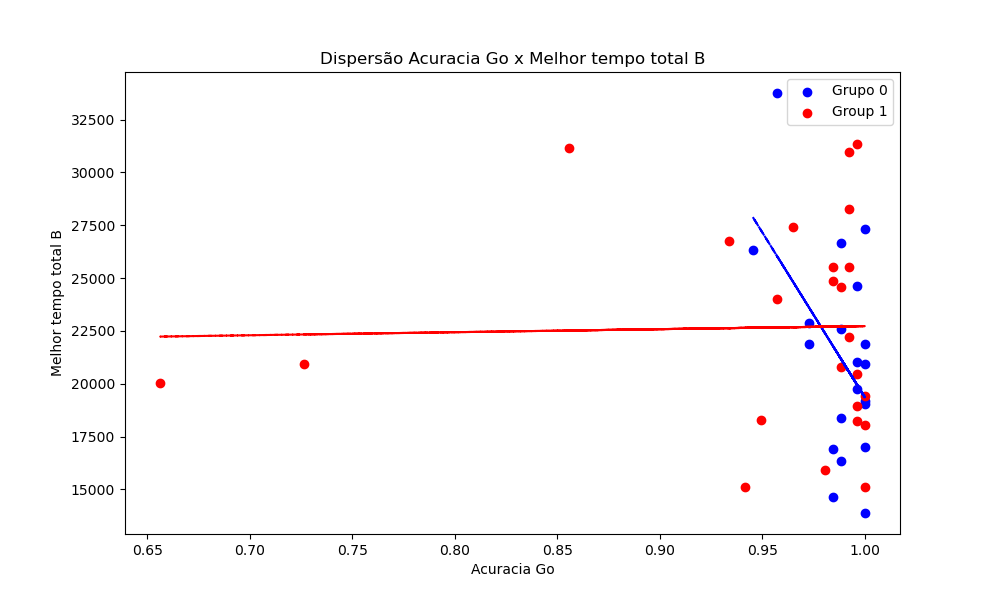 Dispersão Acuracia Go x Melhor tempo total B
Grupo 0
Group 1
Melhor tempo total B
32500
30000
27500
25000
22500
20000
17500
15000
0.65 0.70 0.75 0.80 0.85 0.90 0.95 1.00
Acuracia Go